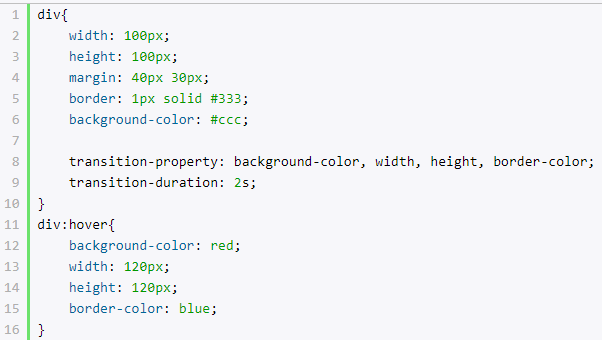 1 div{
2     width: 100px;
3     height: 100px;
4     margin: 40px 30px;
5     border: 1px solid #333;
6     background-color: #ccc;
7
8     transition-property: background-color, width, height, border-color;
9     transition-duration: 2s;
10 }
11 div:hover{
12     background-color: red;
13     width: 120px;
14     height: 120px;
15     border-color: blue;
16 }